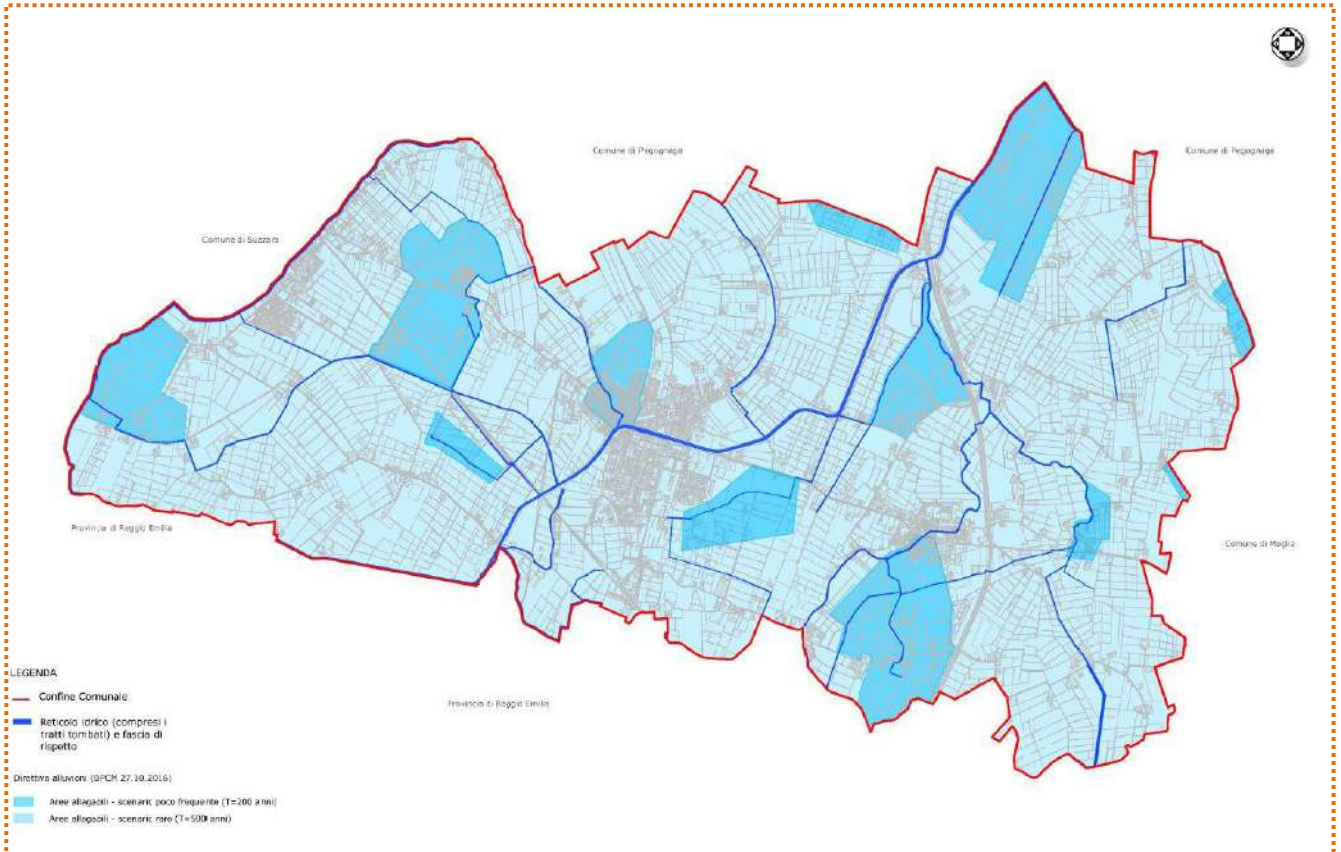 Comune di Pegognaga
Comune di Pegognaga
Comune di Suzzara
Provincia di Reggio Emilia
Comune di Moglia
Provincia di Reggio Emilia
LEGENDA
Confine Comunale
Reticolo idrico (compresi i
tratti tombati) e fascia di
rispetto
Direttiva alluvioni (DPCM 27.10.2016)
Aree allagabili - scenario poco frequente (T=200 anni)
Aree allagabili - scenario raro (T=500 anni)